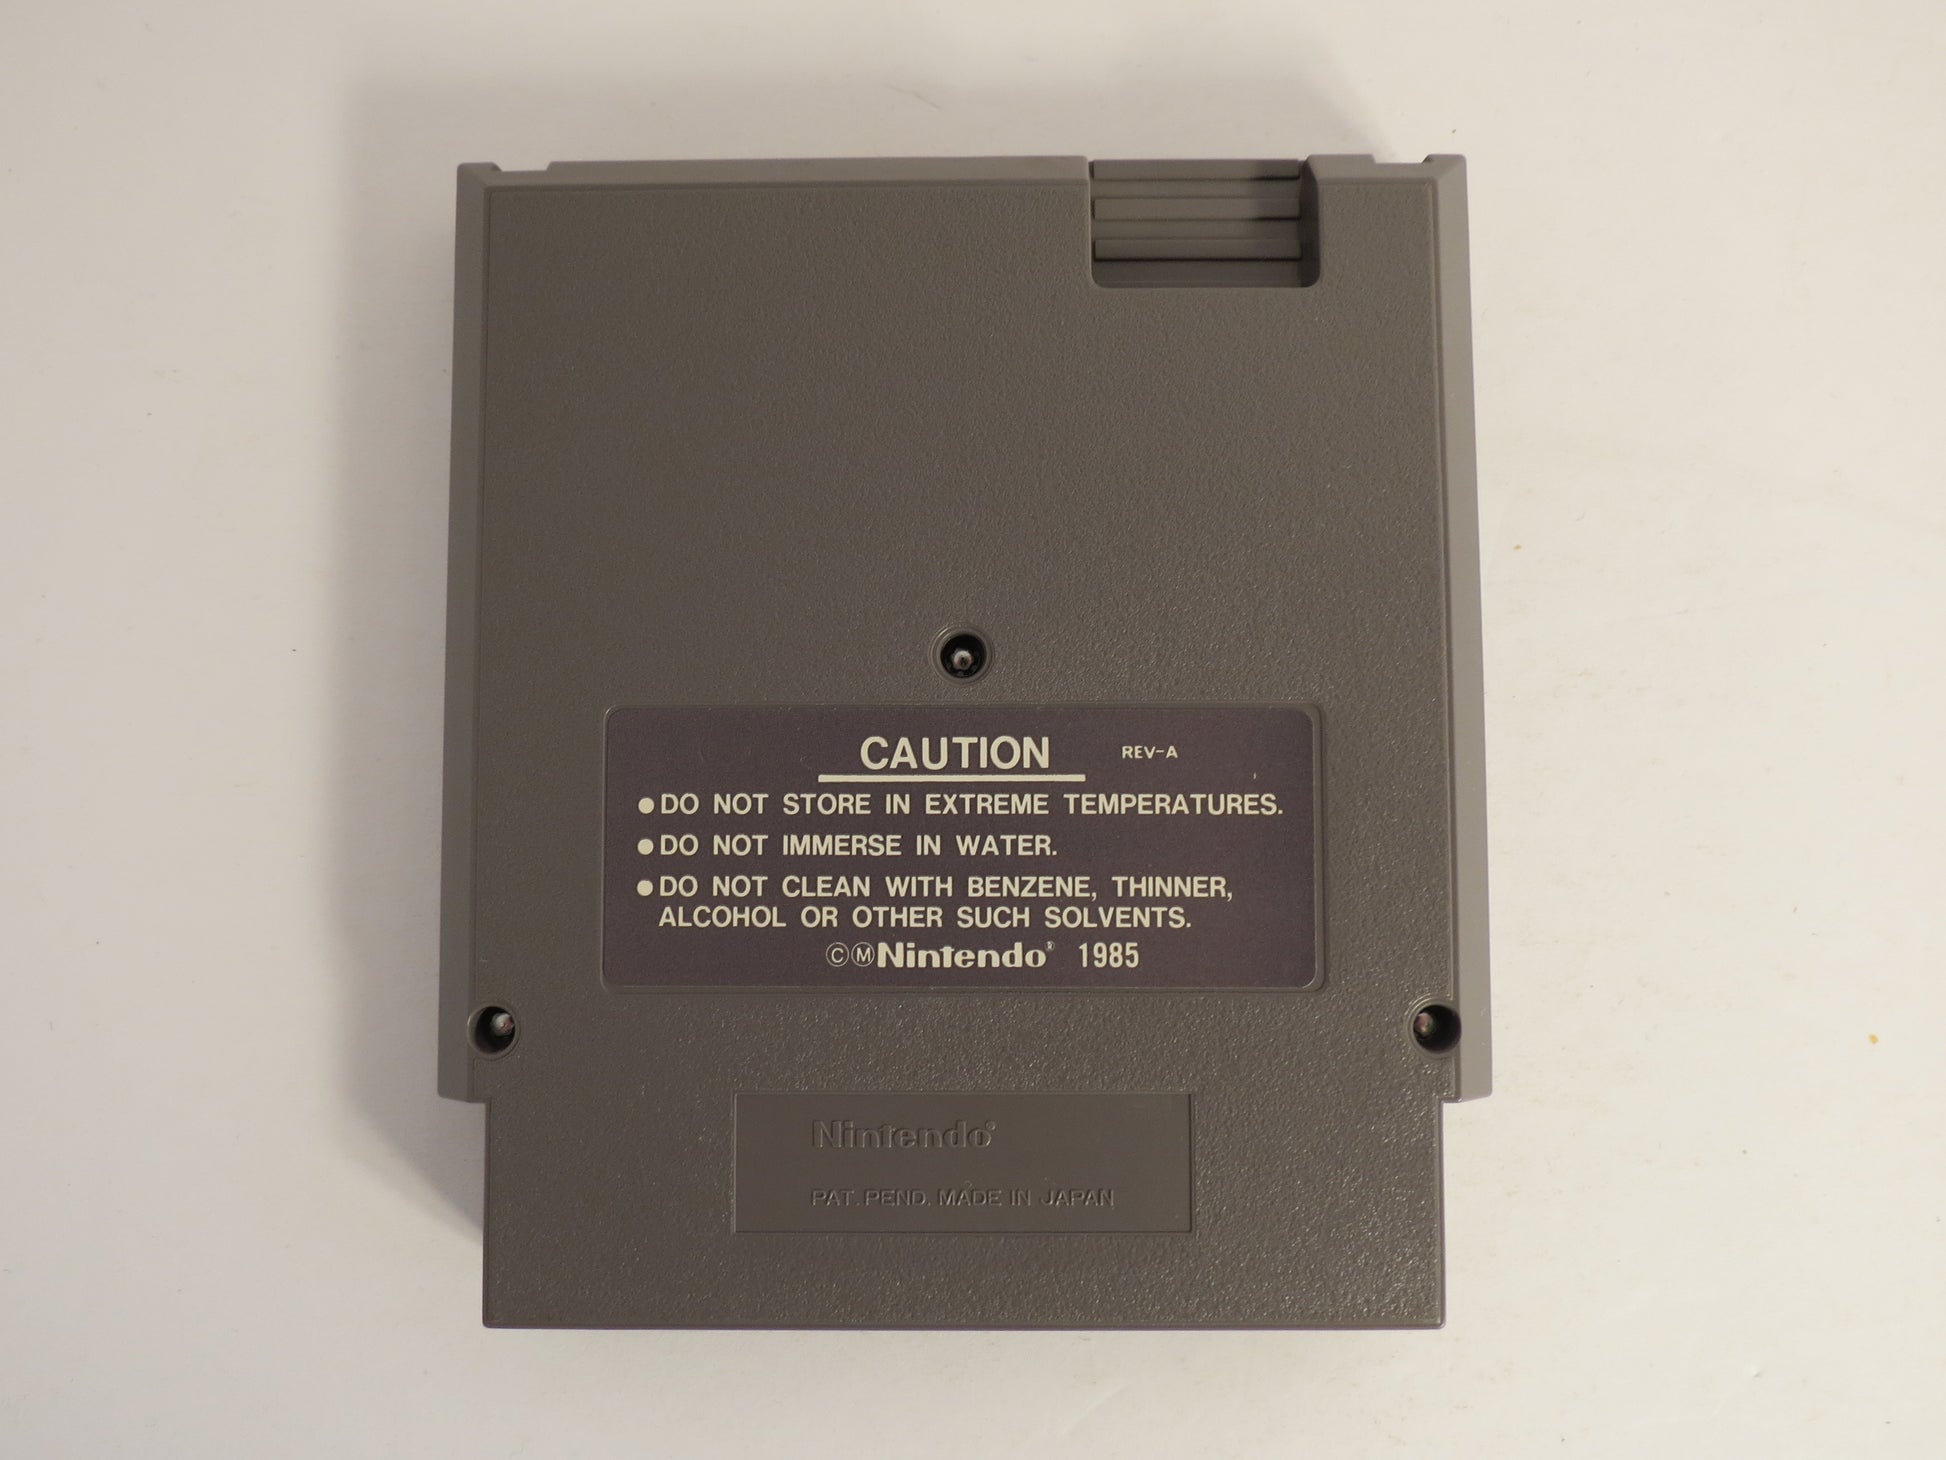 CAUTION REV-A
●DO NOT STORE IN EXTREME TEMPERATURES.
●DO NOT IMMERSE IN WATER.
●DO NOT CLEAN WITH BENZENE, THINNER,
ALCOHOL OR OTHER SUCH SOLVENTS.
©ⓂNintendo® 1985
Nintendo®
PAT. PEND. MADE IN JAPAN